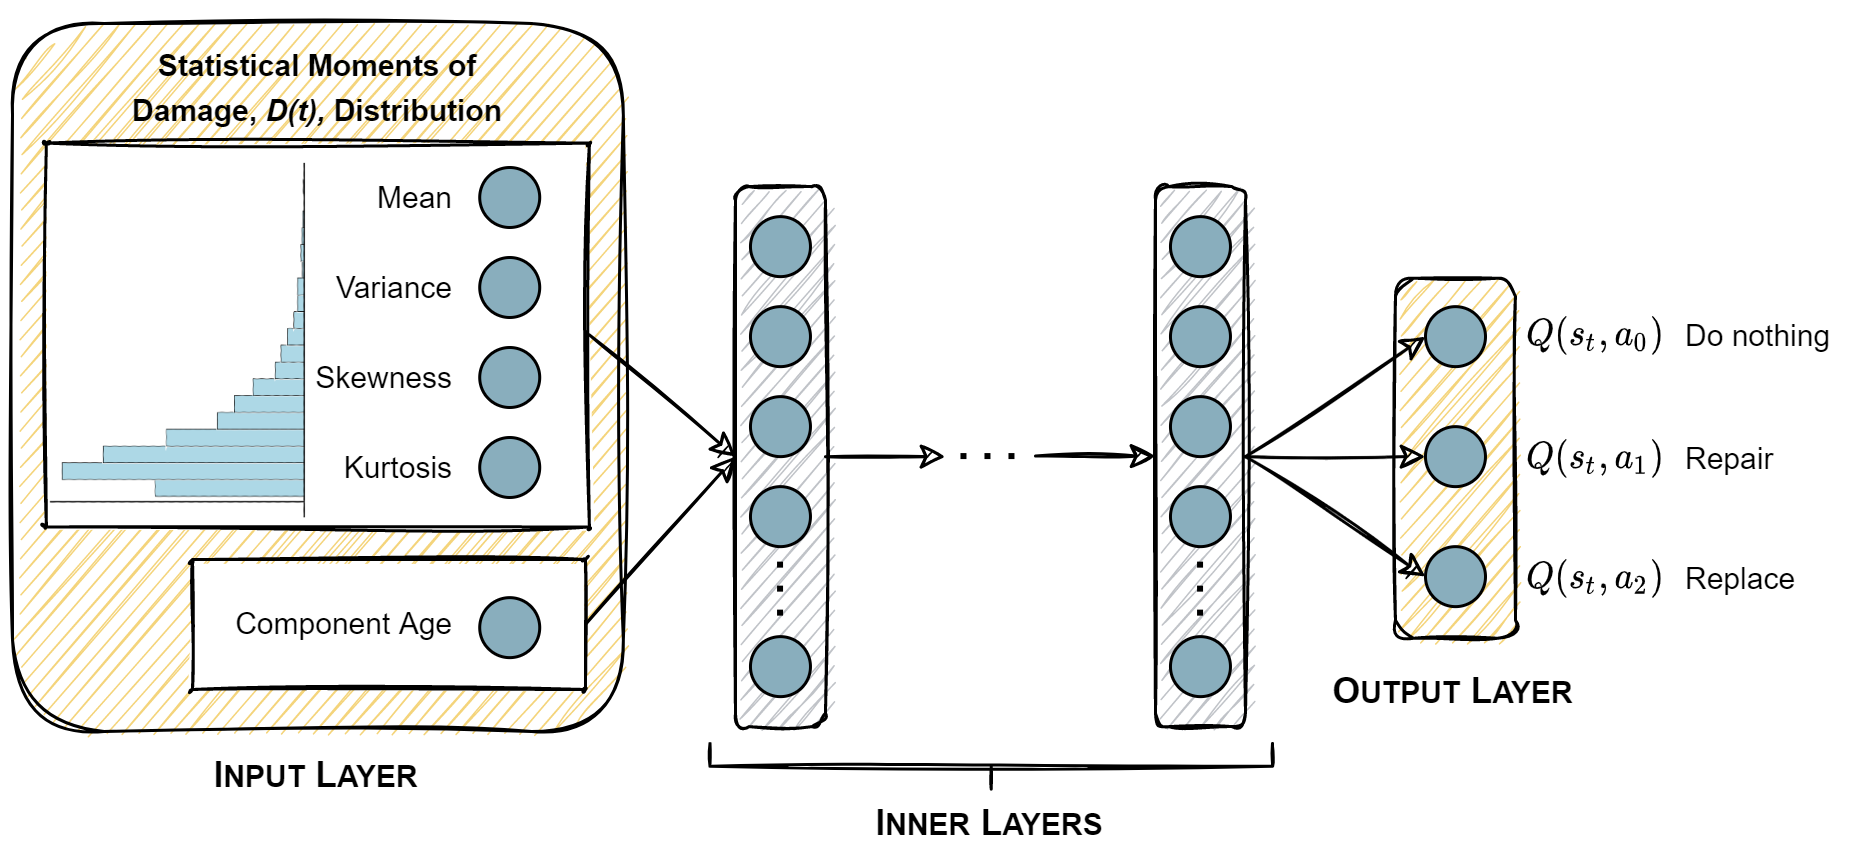 Statistical Moments of
Damage, D(t), Distribution
Mean
Variance
Skewness
Kurtosis
Component Age
INPUT LAYER
. . .
INNER LAYERS
Q(s_t, a_0) Do nothing
Q(s_t, a_1) Repair
Q(s_t, a_2) Replace
OUTPUT LAYER